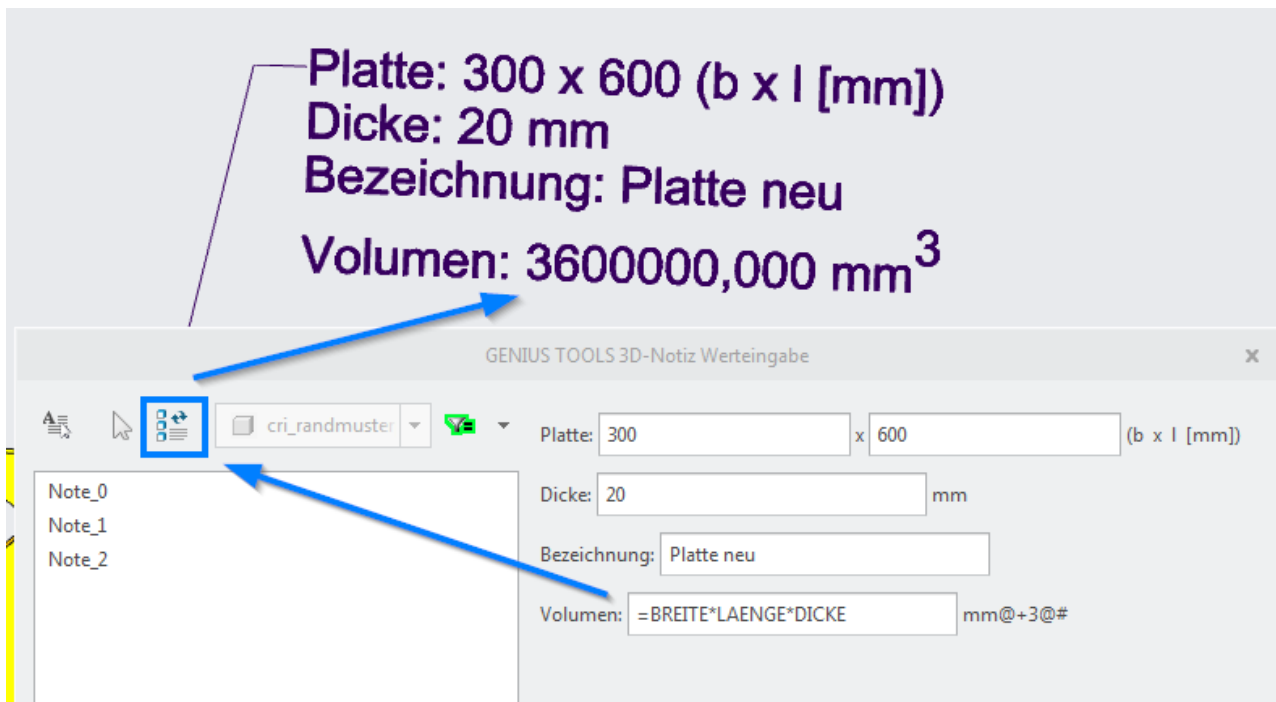 Platte: 300 x 600 (b x l [mm])
Dicke: 20 mm
Bezeichnung: Platte neu
Volumen: 3600000,000 mm³
GENIUS TOOLS 3D-Notiz Werteingabe x
cri_randmuster
Platte: 300 x 600 (b x l [mm])
Note_0
Note_1
Note_2
Dicke: 20 mm
Bezeichnung: Platte neu
Volumen: =BREITE*LAENGE*DICKE mm@+3@#